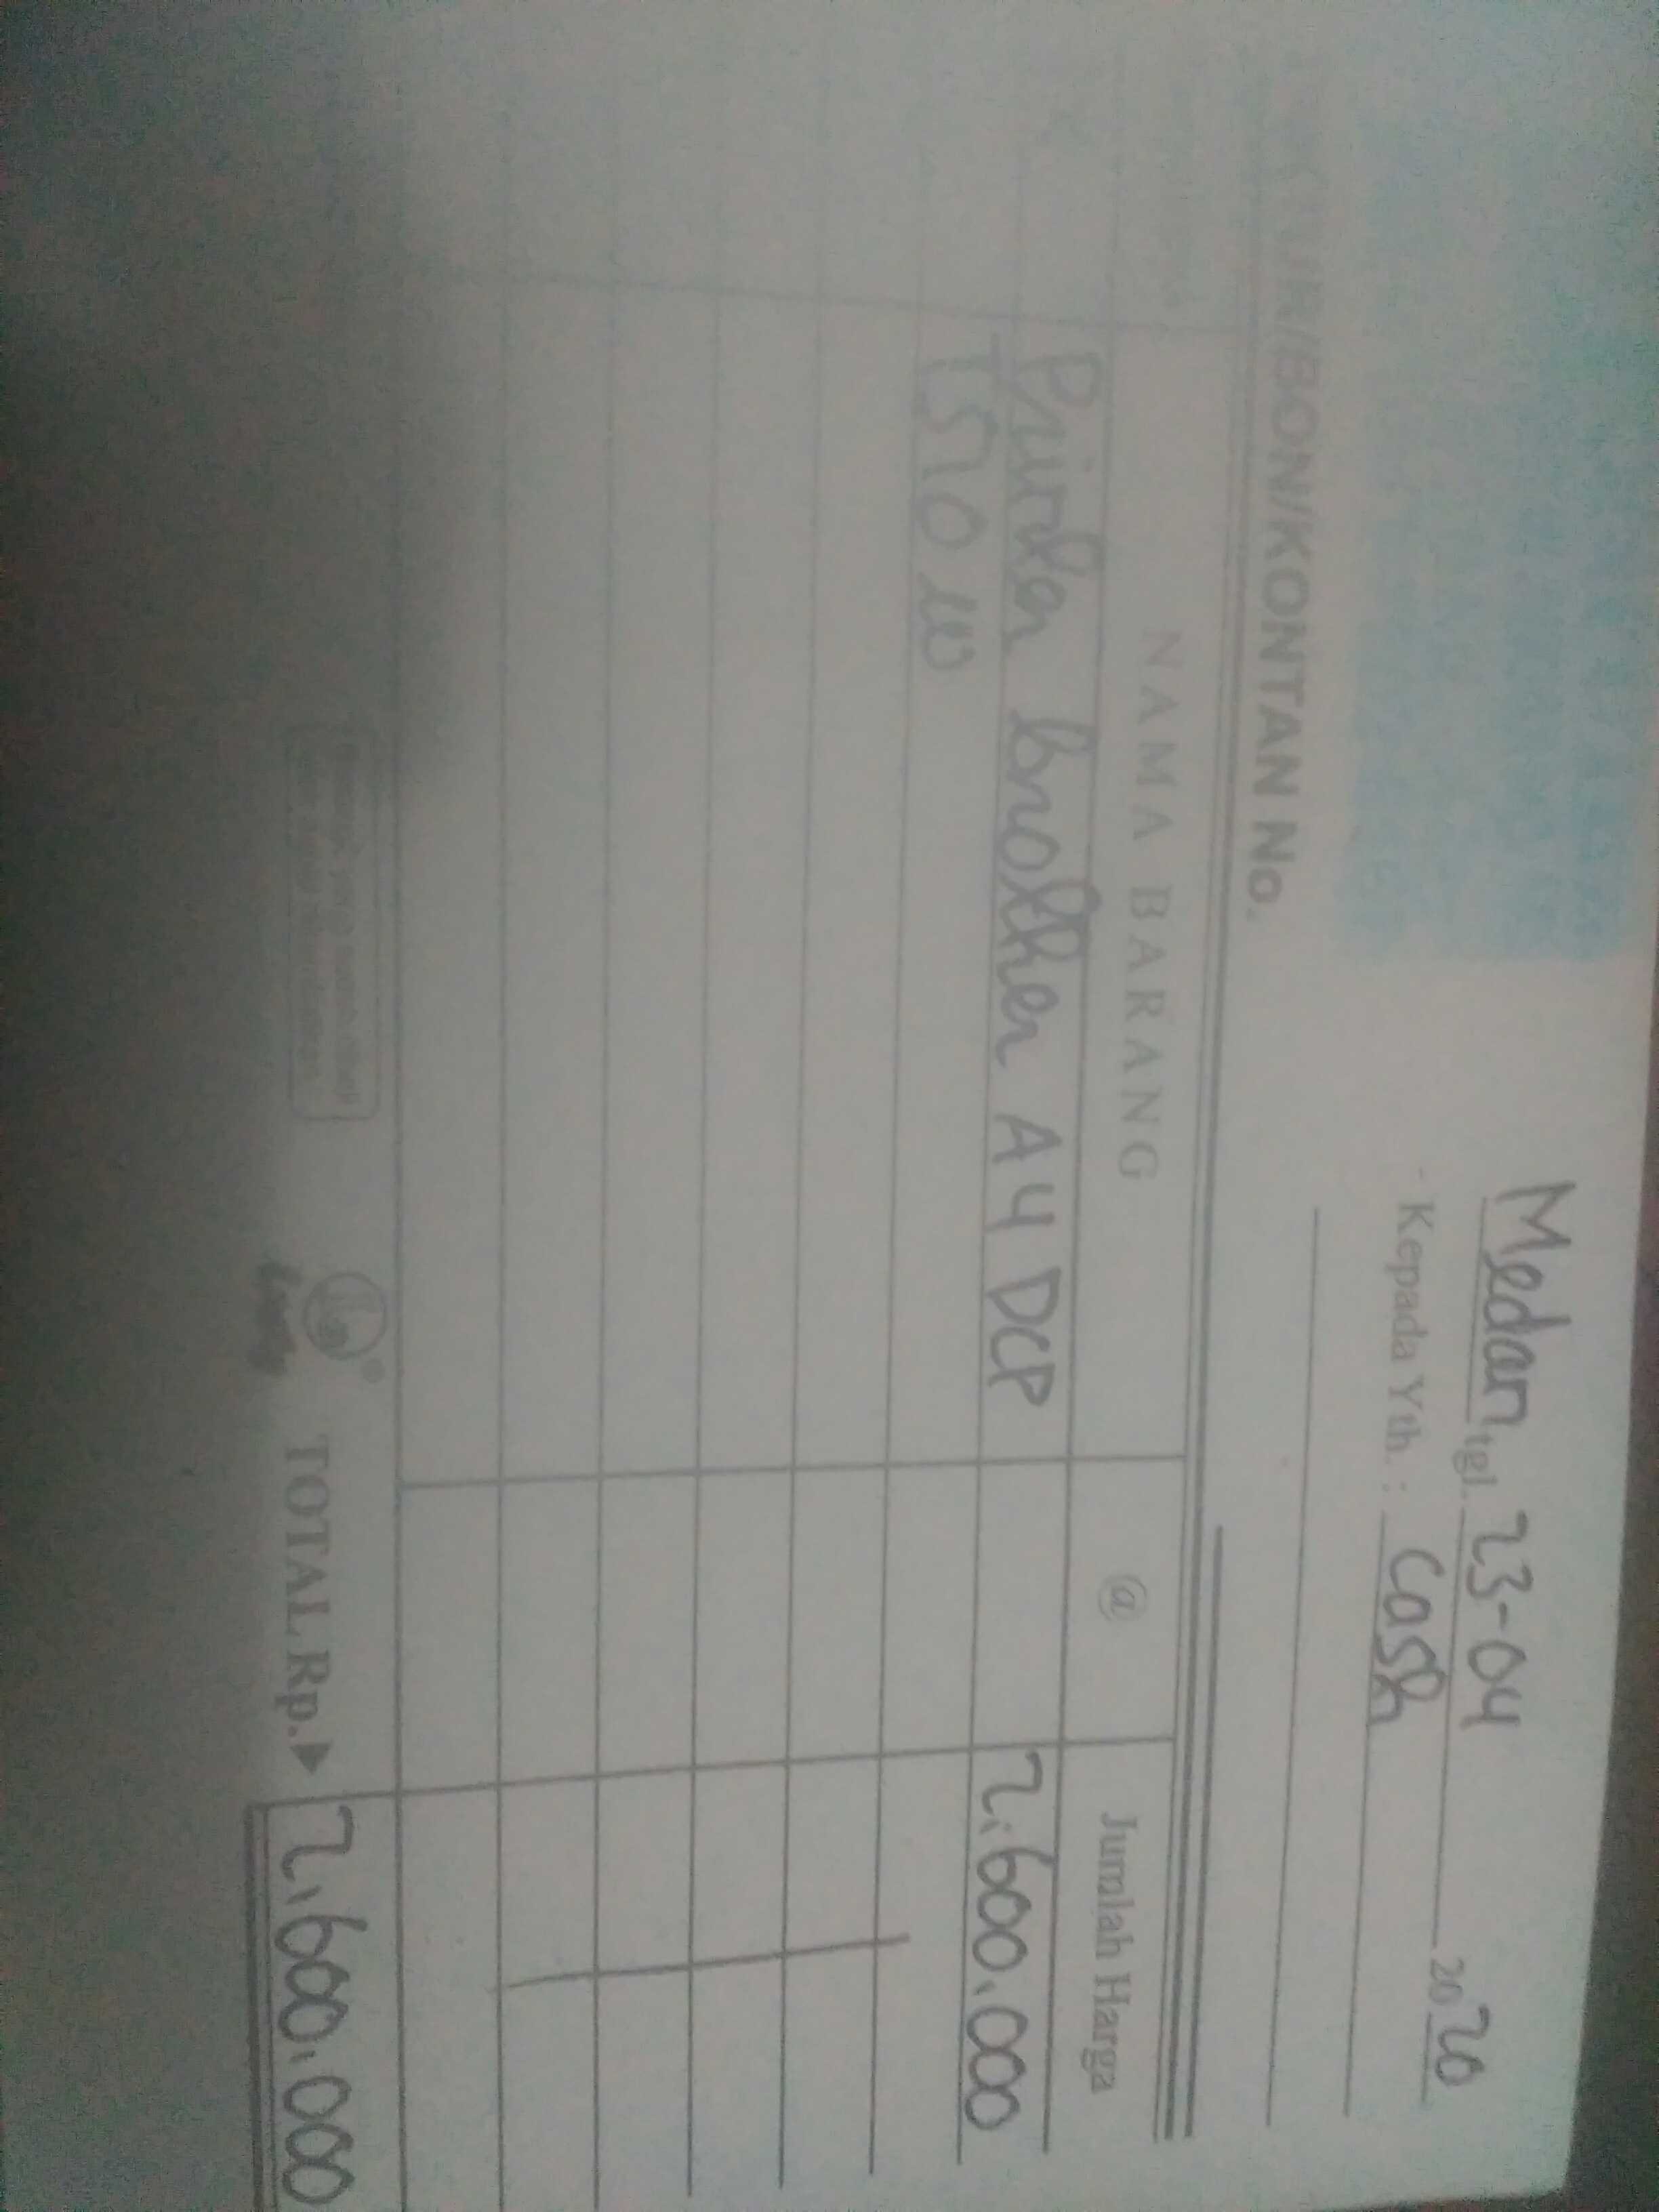 Medan, tgl. 23-04 2020
Kepada Yth. : Cash
/BON/KONTAN No.
NAMA BARANG @ Jumlah Harga
Printer brother A4 DCP 2.600.000
T510 W
TOTAL Rp. 2.600.000